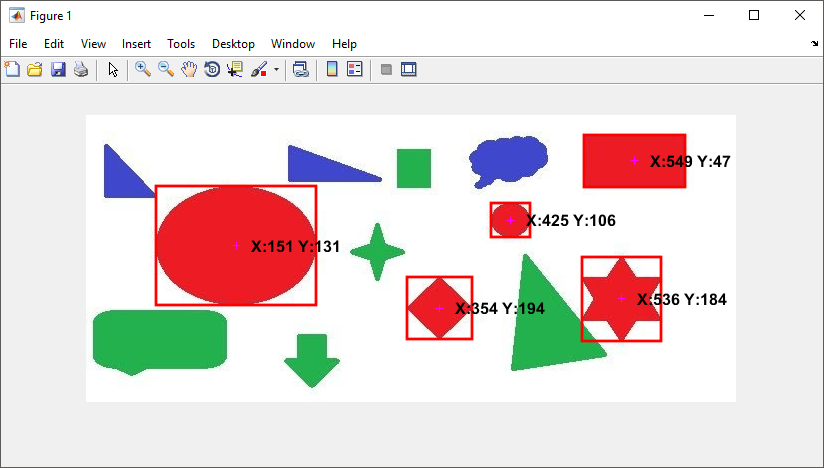 Figure 1
File Edit View Insert Tools Desktop Window Help
X:549 Y:47
X:425 Y:106
X:151 Y:131
X:536 Y:184
X:354 Y:194